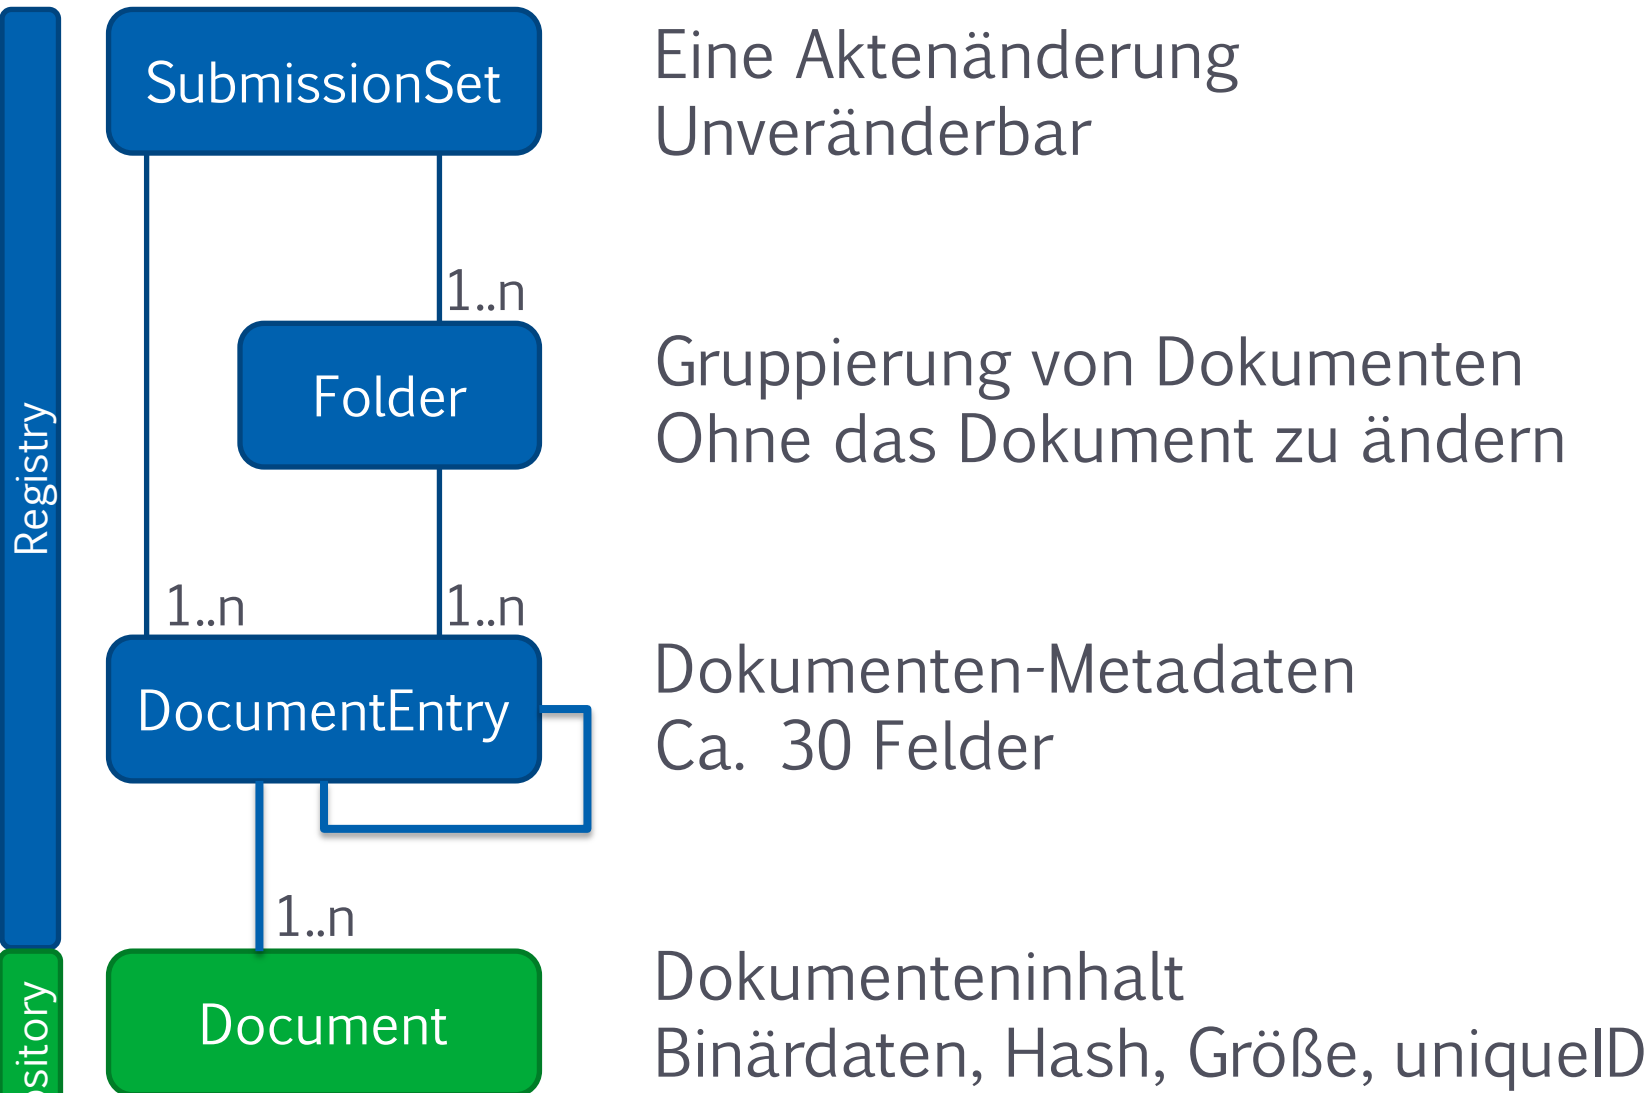 Registry
SubmissionSet
Eine Aktenänderung
Unveränderbar
1..n
Folder
Gruppierung von Dokumenten
Ohne das Dokument zu ändern
1..n
1..n
DocumentEntry
Dokumenten-Metadaten
Ca. 30 Felder
1..n
Document
Dokumenteninhalt
Binärdaten, Hash, Größe, uniqueID